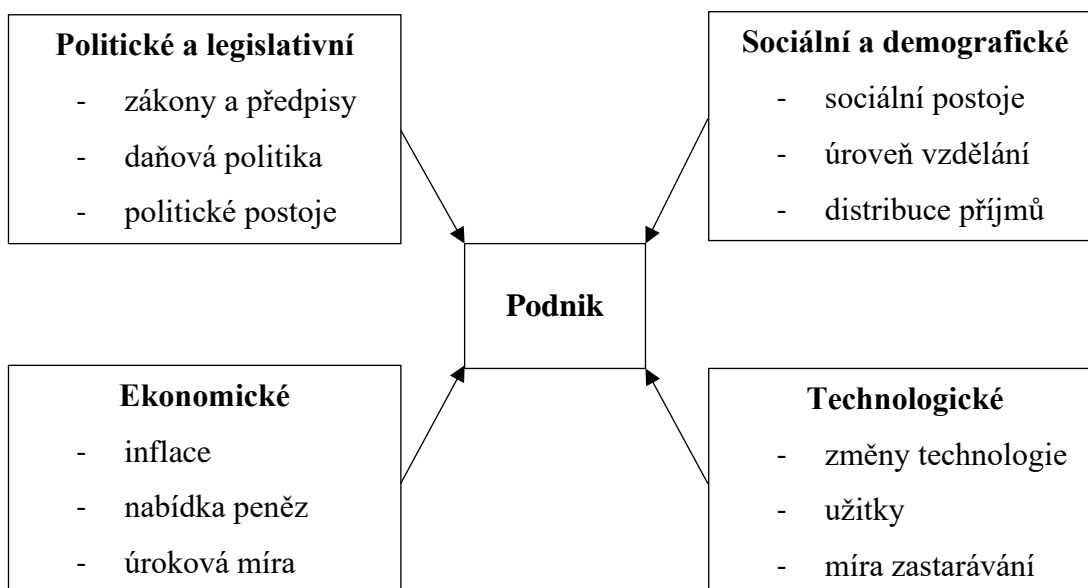 Politické a legislativní
- zákony a předpisy
- daňová politika
- politické postoje
Sociální a demografické
- sociální postoje
- úroveň vzdělání
- distribuce příjmů
Podnik
Ekonomické
- inflace
- nabídka peněz
- úroková míra
Technologické
- změny technologie
- užitky
- míra zastarávání